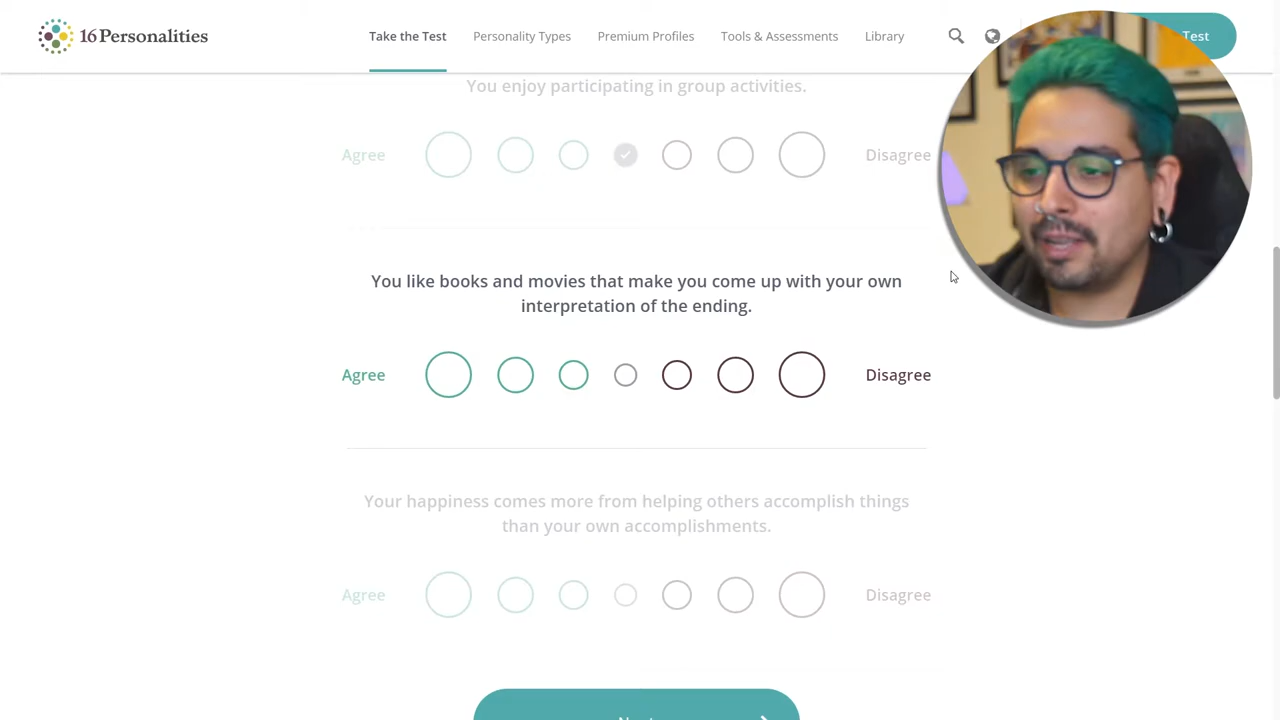 16Personalities
Take the Test
Personality Types
Premium Profiles
Tools & Assessments
Library
Test
You enjoy participating in group activities.
Agree
Disagree
You like books and movies that make you come up with your own
interpretation of the ending.
Agree
Disagree
Your happiness comes more from helping others accomplish things
than your own accomplishments.
Agree
Disagree